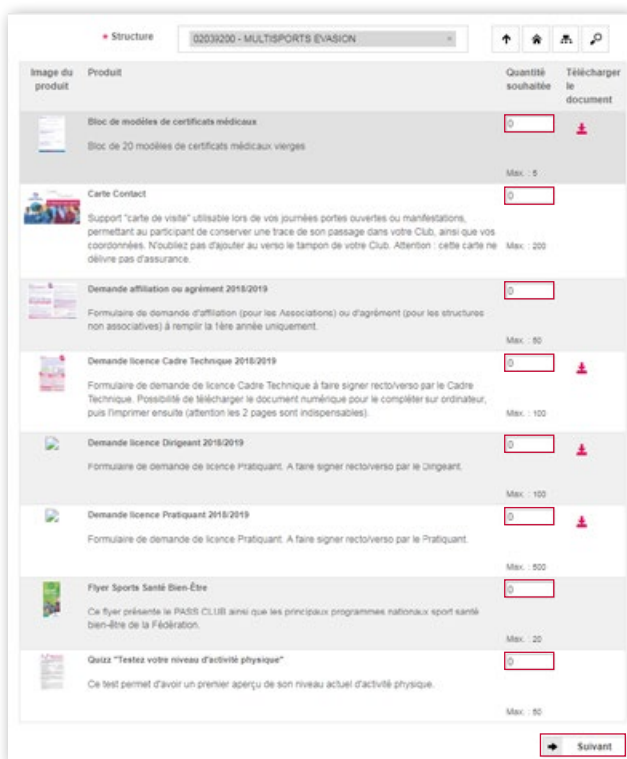 * Structure
02039200 - MULTISPORTS EVASION ×
Image du produit
Produit
Quantité souhaitée
Télécharger le document
Bloc de modèles de certificats médicaux
Bloc de 20 modèles de certificats médicaux vierges
0
Max. : 5
Carte Contact
Support "carte de visite" utilisable lors de vos journées portes ouvertes ou manifestations,
permettant au participant de conserver une trace de son passage dans votre Club, ainsi que vos
coordonnées. N'oubliez pas d'ajouter au verso le tampon de votre Club. Attention : cette carte ne
délivre pas d'assurance.
0
Max. : 200
Demande affiliation ou agrément 2018/2019
Formulaire de demande d'affiliation (pour les Associations) ou d'agrément (pour les structures
non associatives) à remplir la 1ère année uniquement.
0
Max. : 50
Demande licence Cadre Technique 2018/2019
Formulaire de demande de licence Cadre Technique à faire signer recto/verso par le Cadre
Technique. Possibilité de télécharger le document numérique pour le compléter sur ordinateur,
puis l'imprimer ensuite (attention les 2 pages sont indispensables).
0
Max. : 100
Demande licence Dirigeant 2018/2019
Formulaire de demande de licence Pratiquant. A faire signer recto/verso par le Dirigeant.
0
Max. : 100
Demande licence Pratiquant 2018/2019
Formulaire de demande de licence Pratiquant. A faire signer recto/verso par le Pratiquant.
0
Max. : 500
Flyer Sports Santé Bien-Être
Ce flyer présente le PASS CLUB ainsi que les principaux programmes nationaux sport santé
bien-être de la Fédération.
0
Max. : 20
Quizz "Testez votre niveau d'activité physique"
Ce test permet d'avoir un premier aperçu de son niveau actuel d'activité physique.
0
Max. : 50
Suivant